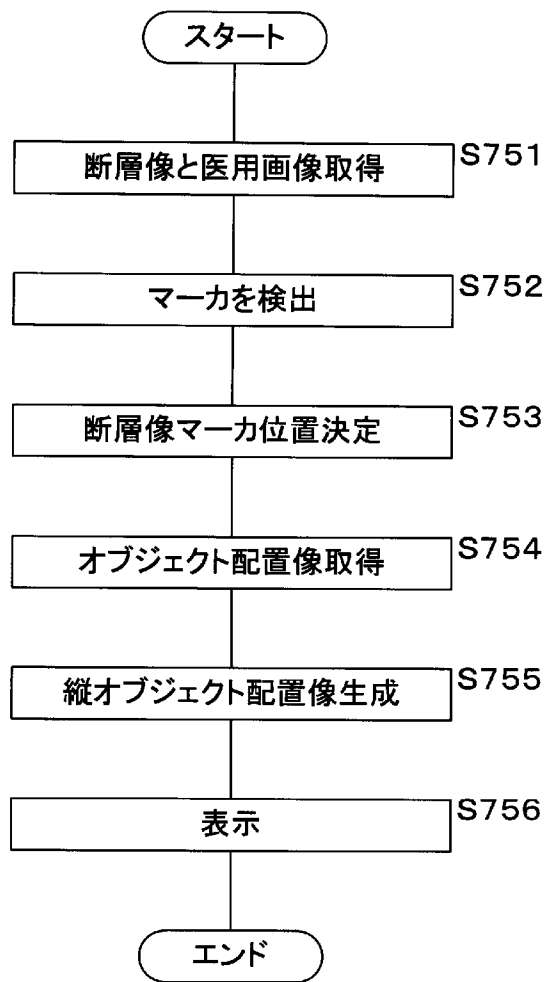 スタート
断層像と医用画像取得 S751
マーカを検出 S752
断層像マーカ位置決定 S753
オブジェクト配置像取得 S754
縦オブジェクト配置像生成 S755
表示 S756
エンド